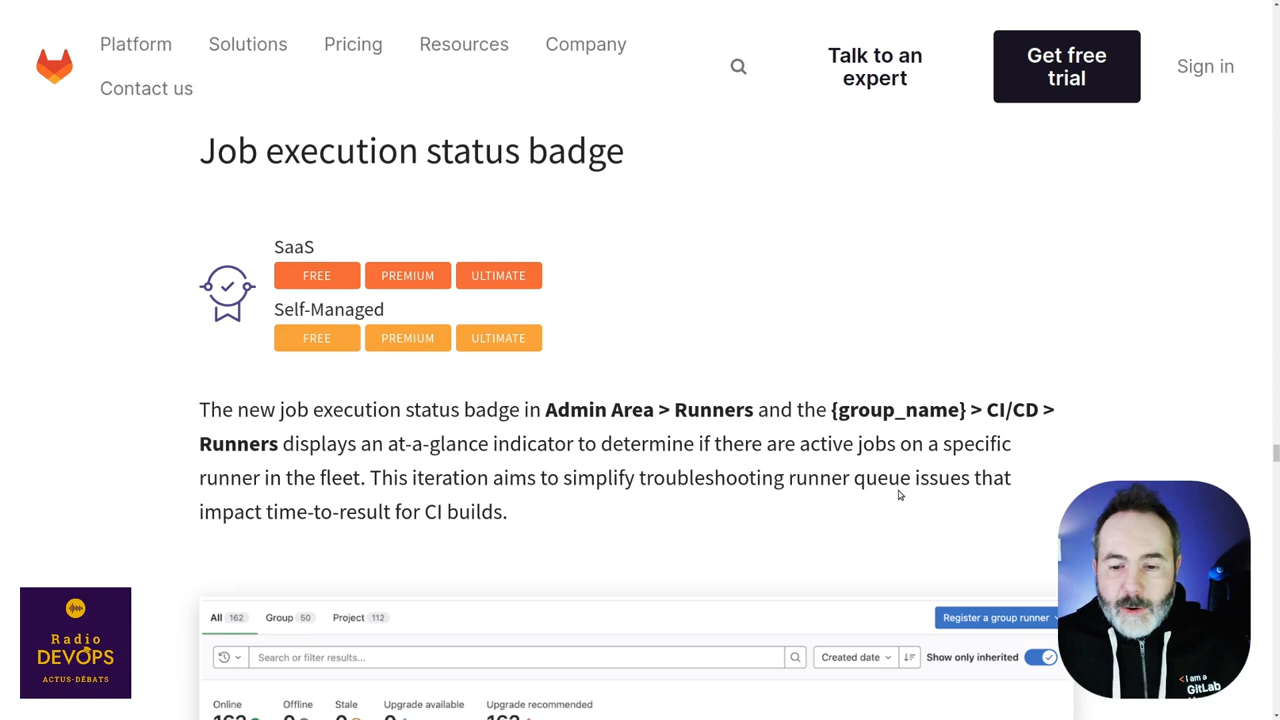 Platform Solutions Pricing Resources Company
Contact us
Talk to an
expert
Get free
trial
Sign in
Job execution status badge
SaaS
FREE PREMIUM ULTIMATE
Self-Managed
FREE PREMIUM ULTIMATE
The new job execution status badge in Admin Area > Runners and the {group_name} > CI/CD >
Runners displays an at-a-glance indicator to determine if there are active jobs on a specific
runner in the fleet. This iteration aims to simplify troubleshooting runner queue issues that
impact time-to-result for CI builds.
All 162 Group 50 Project 112
Register a group runner
Search or filter results...
Created date
Show only inherited
Online Offline Stale Upgrade available Upgrade recommended
Radio
DEVOPS
ACTUS-DÉBATS
I am a
GitLab